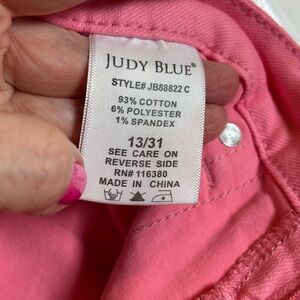 JUDY BLUE®
STYLE# JB88822 C
93% COTTON
6% POLYESTER
1% SPANDEX
13/31
SEE CARE ON
REVERSE SIDE
RN# 116380
MADE IN CHINA